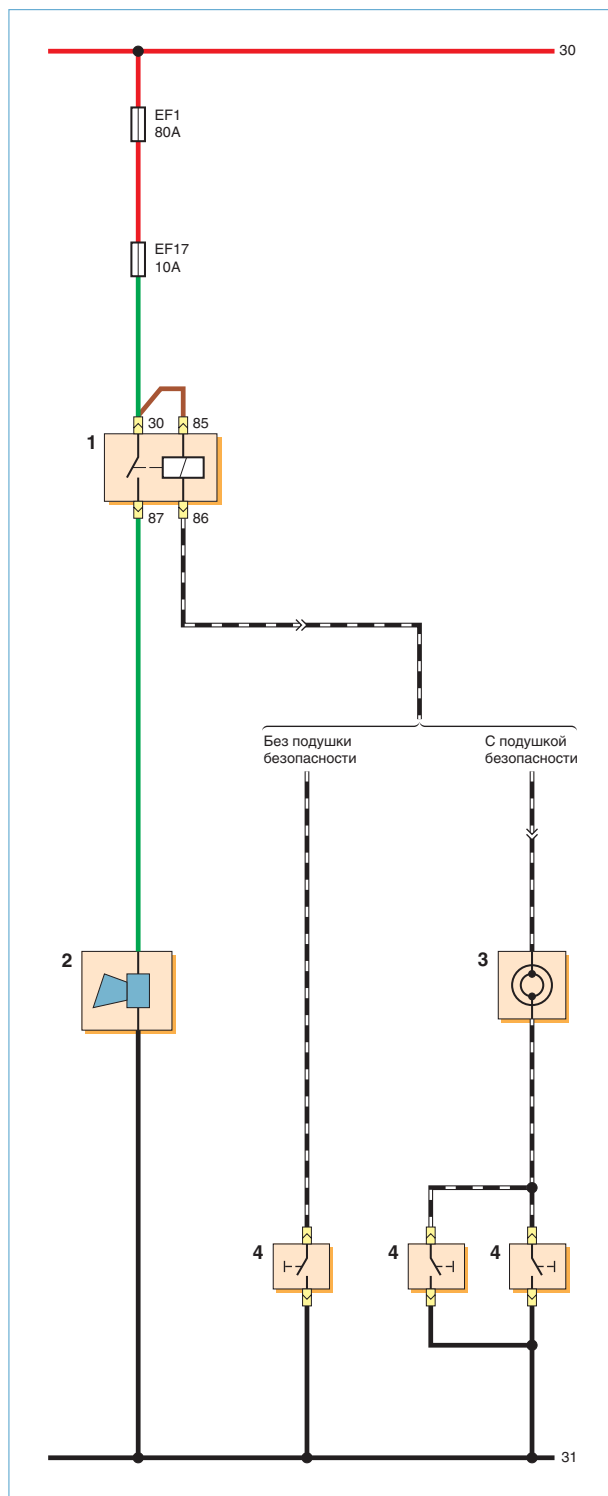 30
EF1
80A
EF17
10A
30
85
1
87
86
Без подушки
безопасности
С подушкой
безопасности
2
3
4
4
4
31